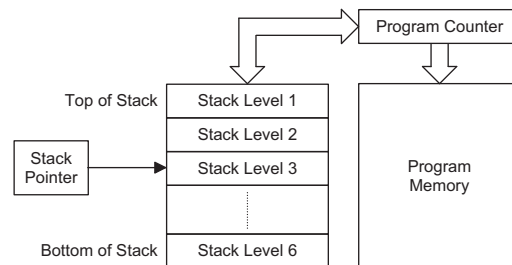 Program Counter
Top of Stack
Stack Level 1
Stack Level 2
Stack
Pointer
Stack Level 3
Program
Memory
Bottom of Stack
Stack Level 6